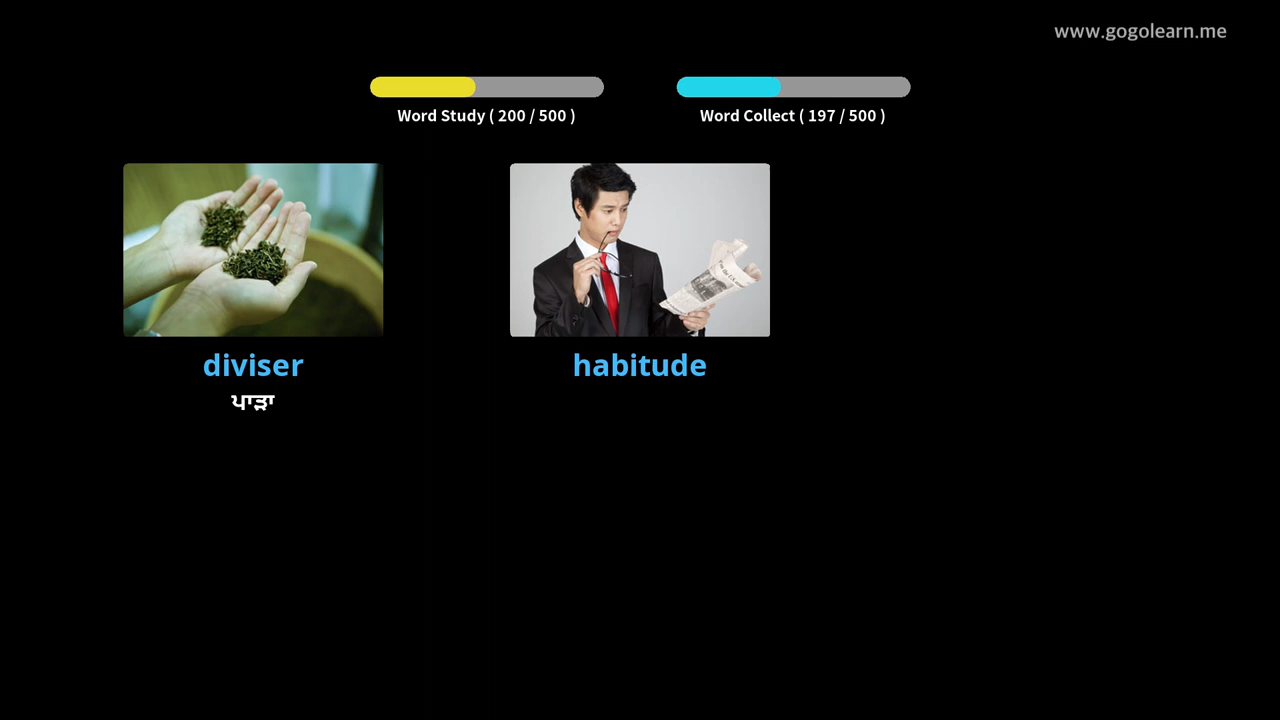 www.gogolearn.me
Word Study ( 200 / 500 )
Word Collect ( 197 / 500 )
diviser
ਪਾੜਾ
habitude